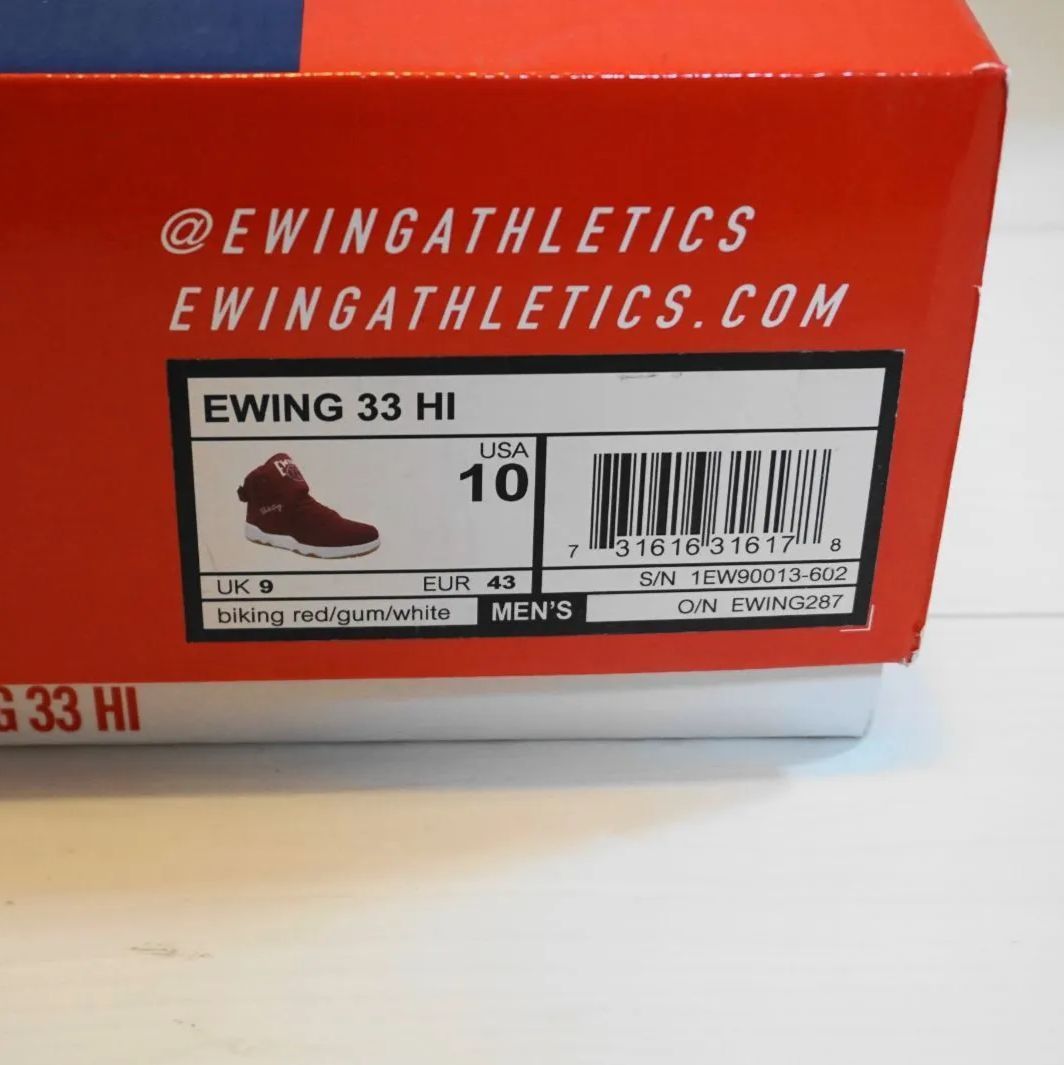 @EWINGATHLETICS
EWINGATHLETICS.COM
EWING 33 HI
USA
10
7 31616 31617 8
UK 9 EUR 43
S/N 1EW90013-602
biking red/gum/white MEN'S
O/N EWING287
G 33 HI